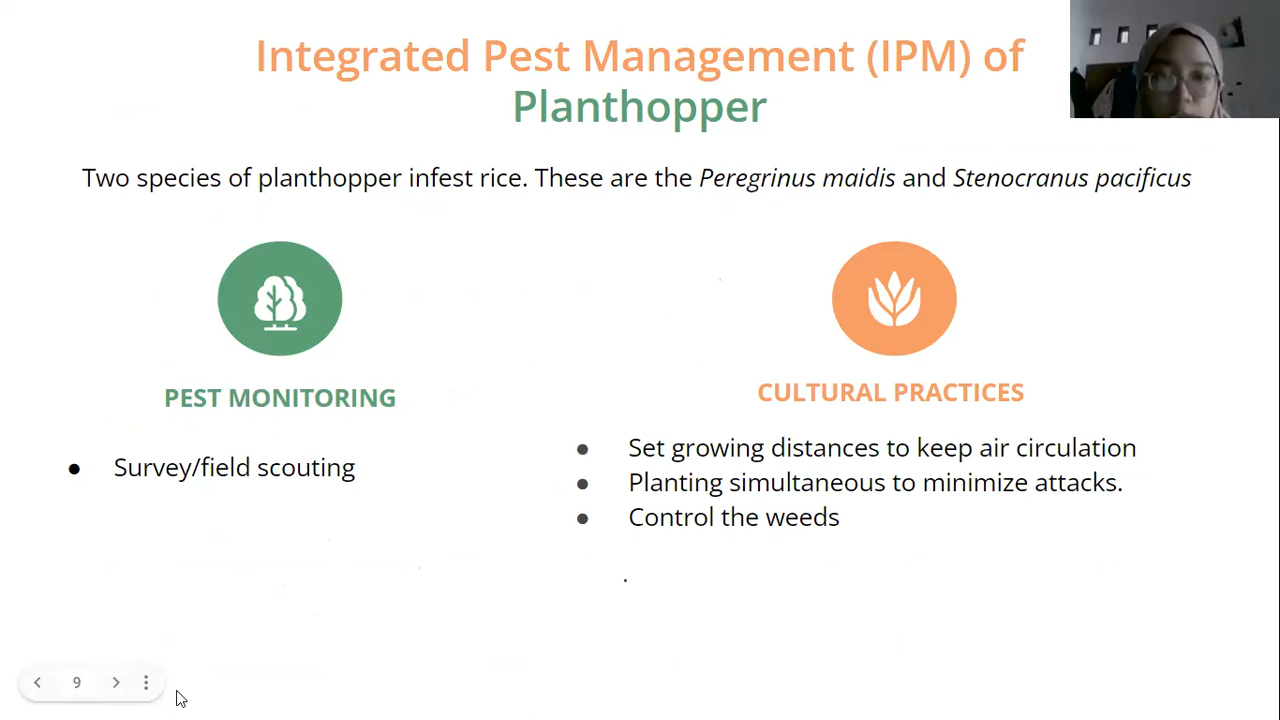 Integrated Pest Management (IPM) of
Planthopper
Two species of planthopper infest rice. These are the Peregrinus maidis and Stenocranus pacificus
PEST MONITORING
● Survey/field scouting
CULTURAL PRACTICES
● Set growing distances to keep air circulation
● Planting simultaneous to minimize attacks.
● Control the weeds
.
9